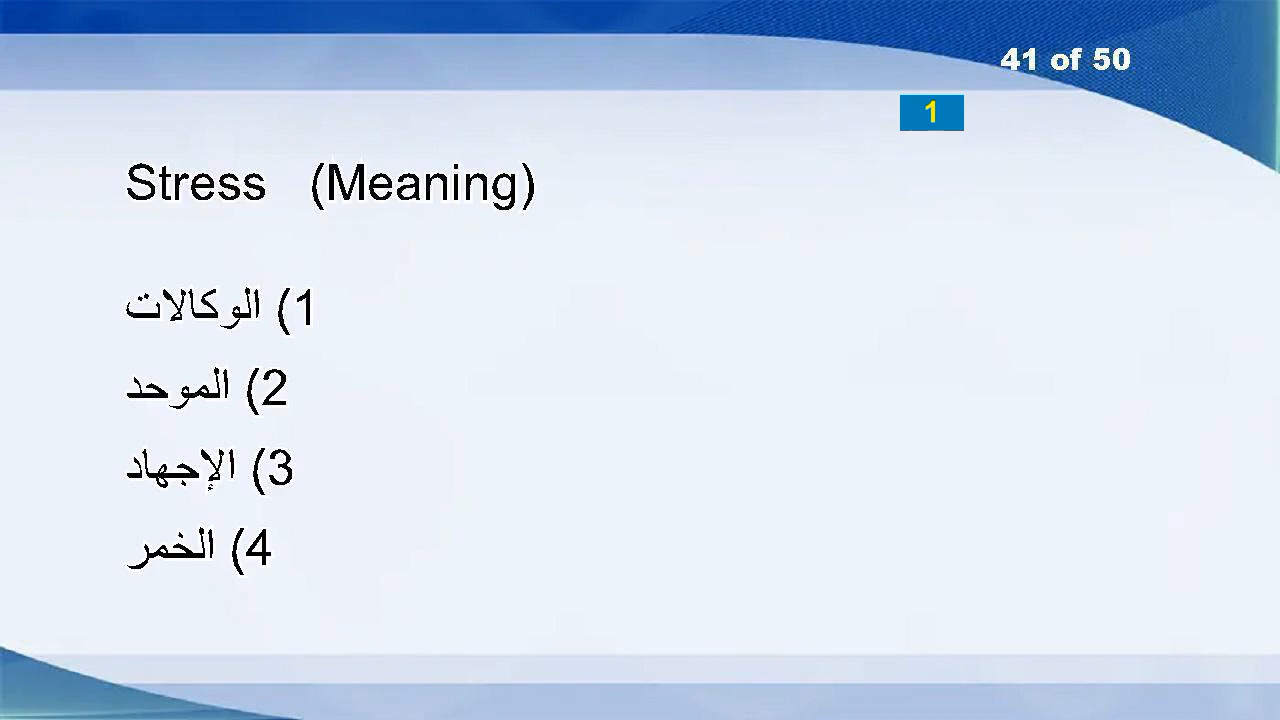 41 of 50
1
Stress (Meaning)
1) الوكالات
2) الموحد
3) الإجهاد
4) الخمر